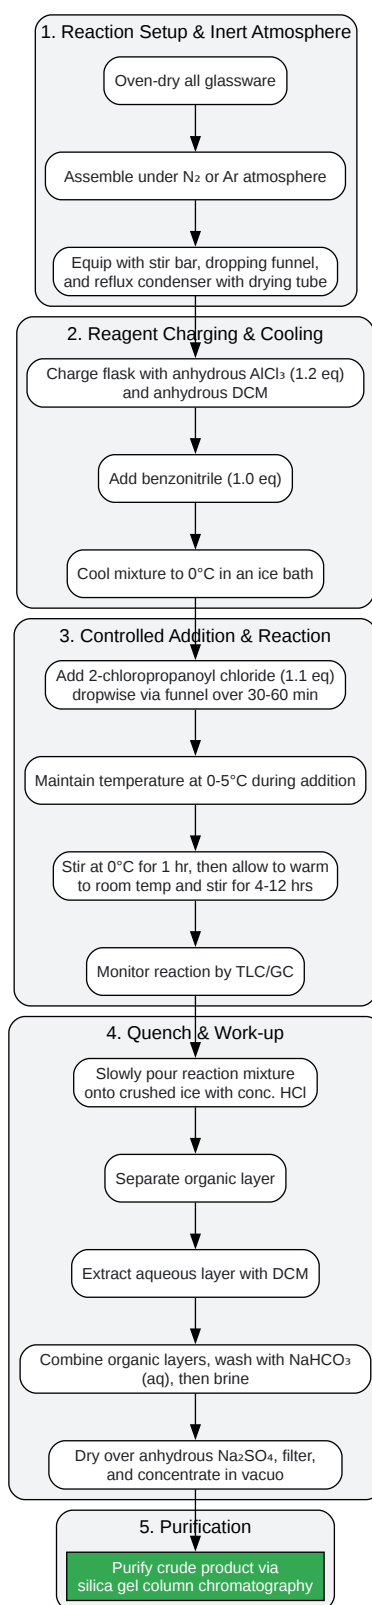 1. Reaction Setup & Inert Atmosphere
Oven-dry all glassware
Assemble under N₂ or Ar atmosphere
Equip with stir bar, dropping funnel,
and reflux condenser with drying tube
2. Reagent Charging & Cooling
Charge flask with anhydrous AlCl₃ (1.2 eq)
and anhydrous DCM
Add benzonitrile (1.0 eq)
Cool mixture to 0°C in an ice bath
3. Controlled Addition & Reaction
Add 2-chloropropanoyl chloride (1.1 eq)
dropwise via funnel over 30-60 min
Maintain temperature at 0-5°C during addition
Stir at 0°C for 1 hr, then allow to warm
to room temp and stir for 4-12 hrs
Monitor reaction by TLC/GC
4. Quench & Work-up
Slowly pour reaction mixture
onto crushed ice with conc. HCl
Separate organic layer
Extract aqueous layer with DCM
Combine organic layers, wash with NaHCO₃
(aq), then brine
Dry over anhydrous Na₂SO₄, filter,
and concentrate in vacuo
5. Purification
Purify crude product via
silica gel column chromatography